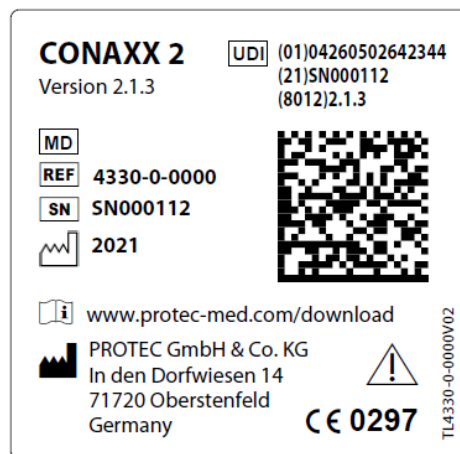 CONAXX 2
Version 2.1.3
UDI (01)04260502642344
(21)SN000112
(8012)2.1.3
MD
REF 4330-0-0000
SN SN000112
2021
i www.protec-med.com/download
PROTEC GmbH & Co. KG
In den Dorfwiesen 14
71720 Oberstenfeld
Germany
CE 0297
TL4330-0-0000V02